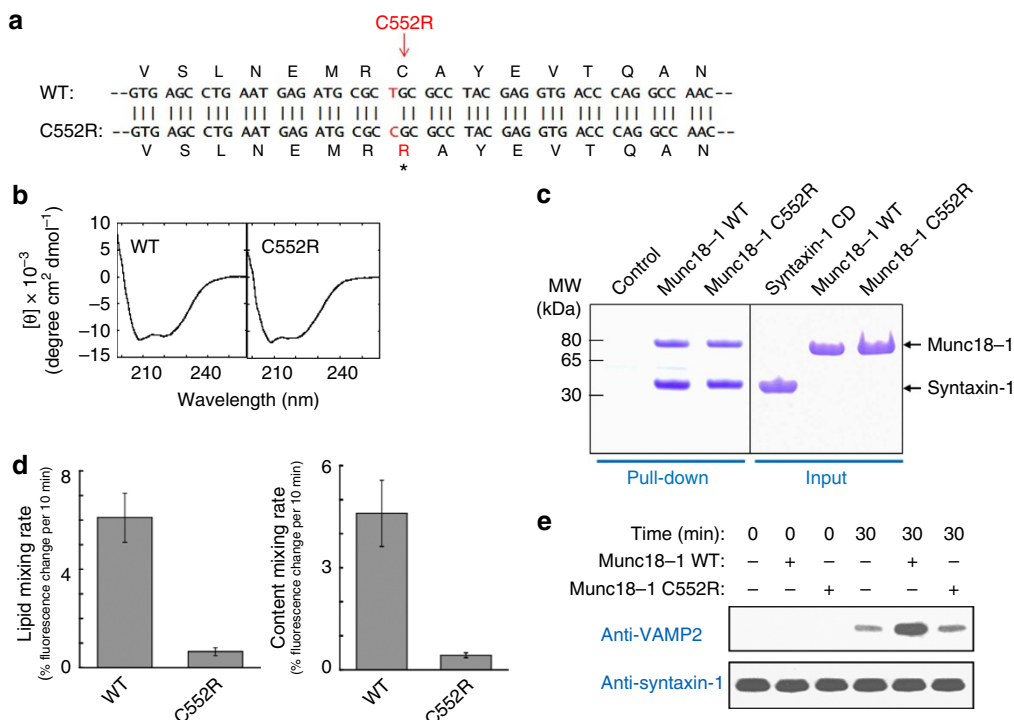 a
C552R
V S L N E M R C A Y E V T Q A N
WT: --GTG AGC CTG AAT GAG ATG CGC TGC GCC TAC GAG GTG ACC CAG GCC AAC--
C552R: --GTG AGC CTG AAT GAG ATG CGC CGC GCC TAC GAG GTG ACC CAG GCC AAC--
V S L N E M R R A Y E V T Q A N
*
b
[θ] × 10⁻³
(degree cm² dmol⁻¹)
10
5
0
−5
−10
−15
WT
C552R
210 240 210 240
Wavelength (nm)
c
MW
(kDa)
Control
Munc18–1 WT
Munc18–1 C552R
Syntaxin-1 CD
Munc18–1 WT
Munc18–1 C552R
80
65
30
Munc18–1
Syntaxin-1
Pull-down
Input
d
Lipid mixing rate
(% fluorescence change per 10 min)
8
4
0
WT
C552R
Content mixing rate
(% fluorescence change per 10 min)
6
3
0
WT
C552R
e
Time (min): 0 0 0 30 30 30
Munc18–1 WT: – + – – + –
Munc18–1 C552R: – – + – – +
Anti-VAMP2
Anti-syntaxin-1